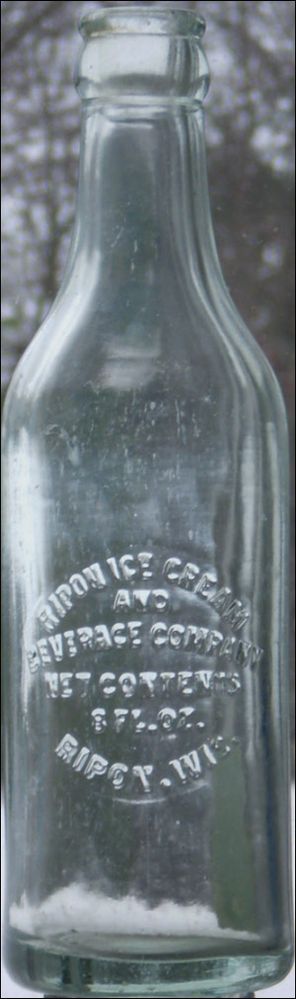 RIPON ICE CREAM
AND
BEVERAGE COMPANY
NET CONTENTS
8 FL. OZ.
RIPON, WIS.